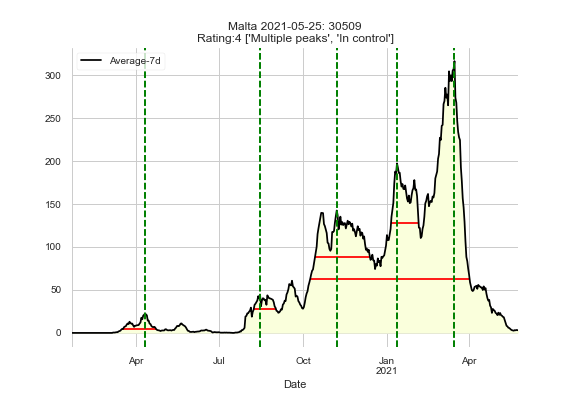 Malta 2021-05-25: 30509
Rating:4 ['Multiple peaks', 'In control']
Average-7d
300
250
200
150
100
50
0
Apr
Jul
Oct
Jan
2021
Apr
Date